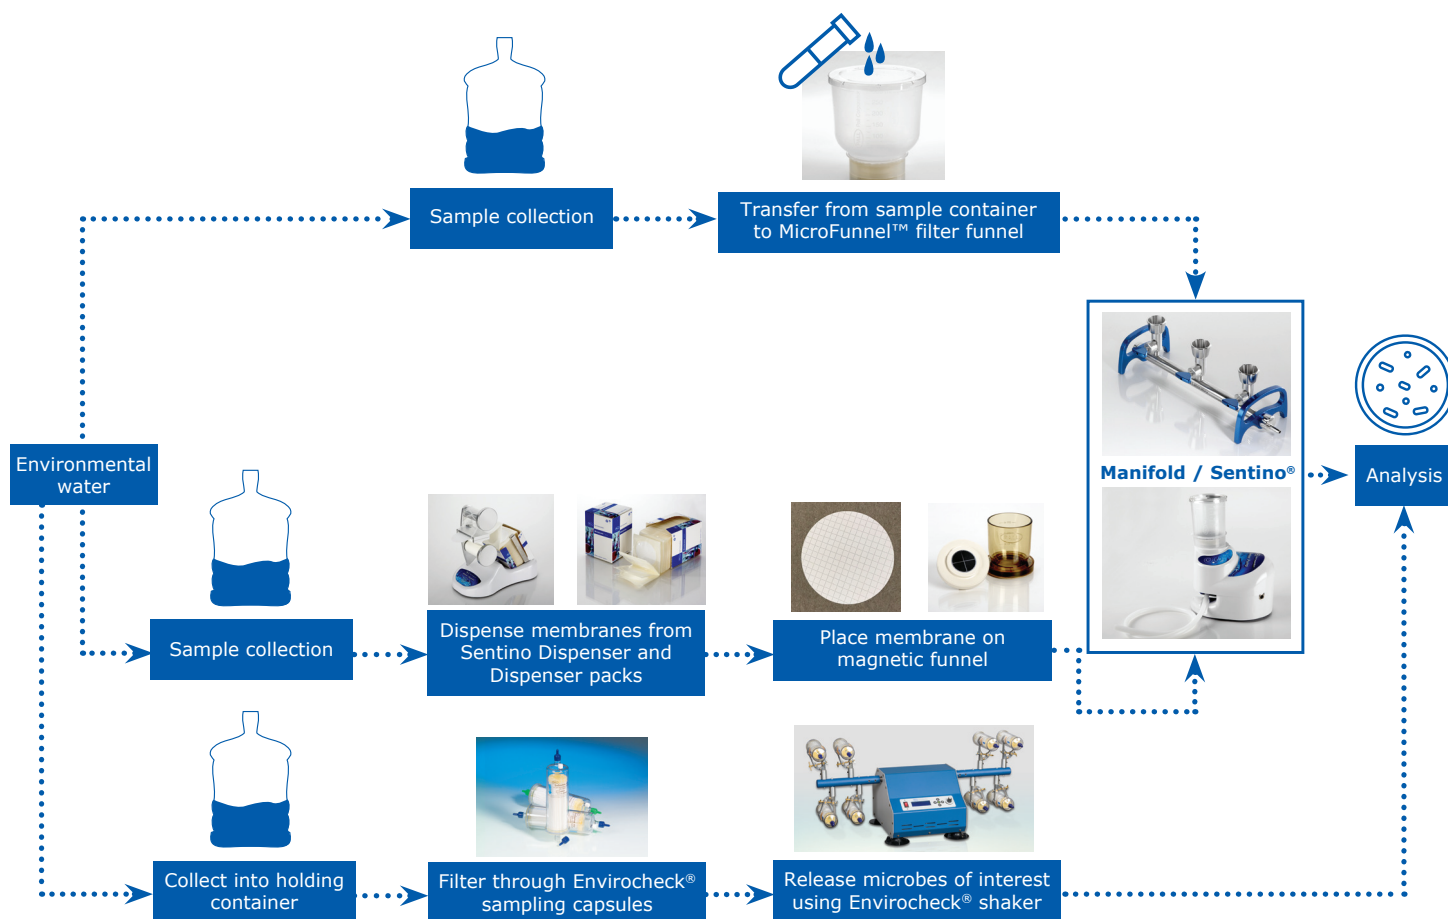 Sample collection
Transfer from sample container
to MicroFunnel™ filter funnel
Environmental
water
Manifold / Sentino®
Analysis
Sample collection
Dispense membranes from
Sentino Dispenser and
Dispenser packs
Place membrane on
magnetic funnel
Collect into holding
container
Filter through Envirocheck®
sampling capsules
Release microbes of interest
using Envirocheck® shaker